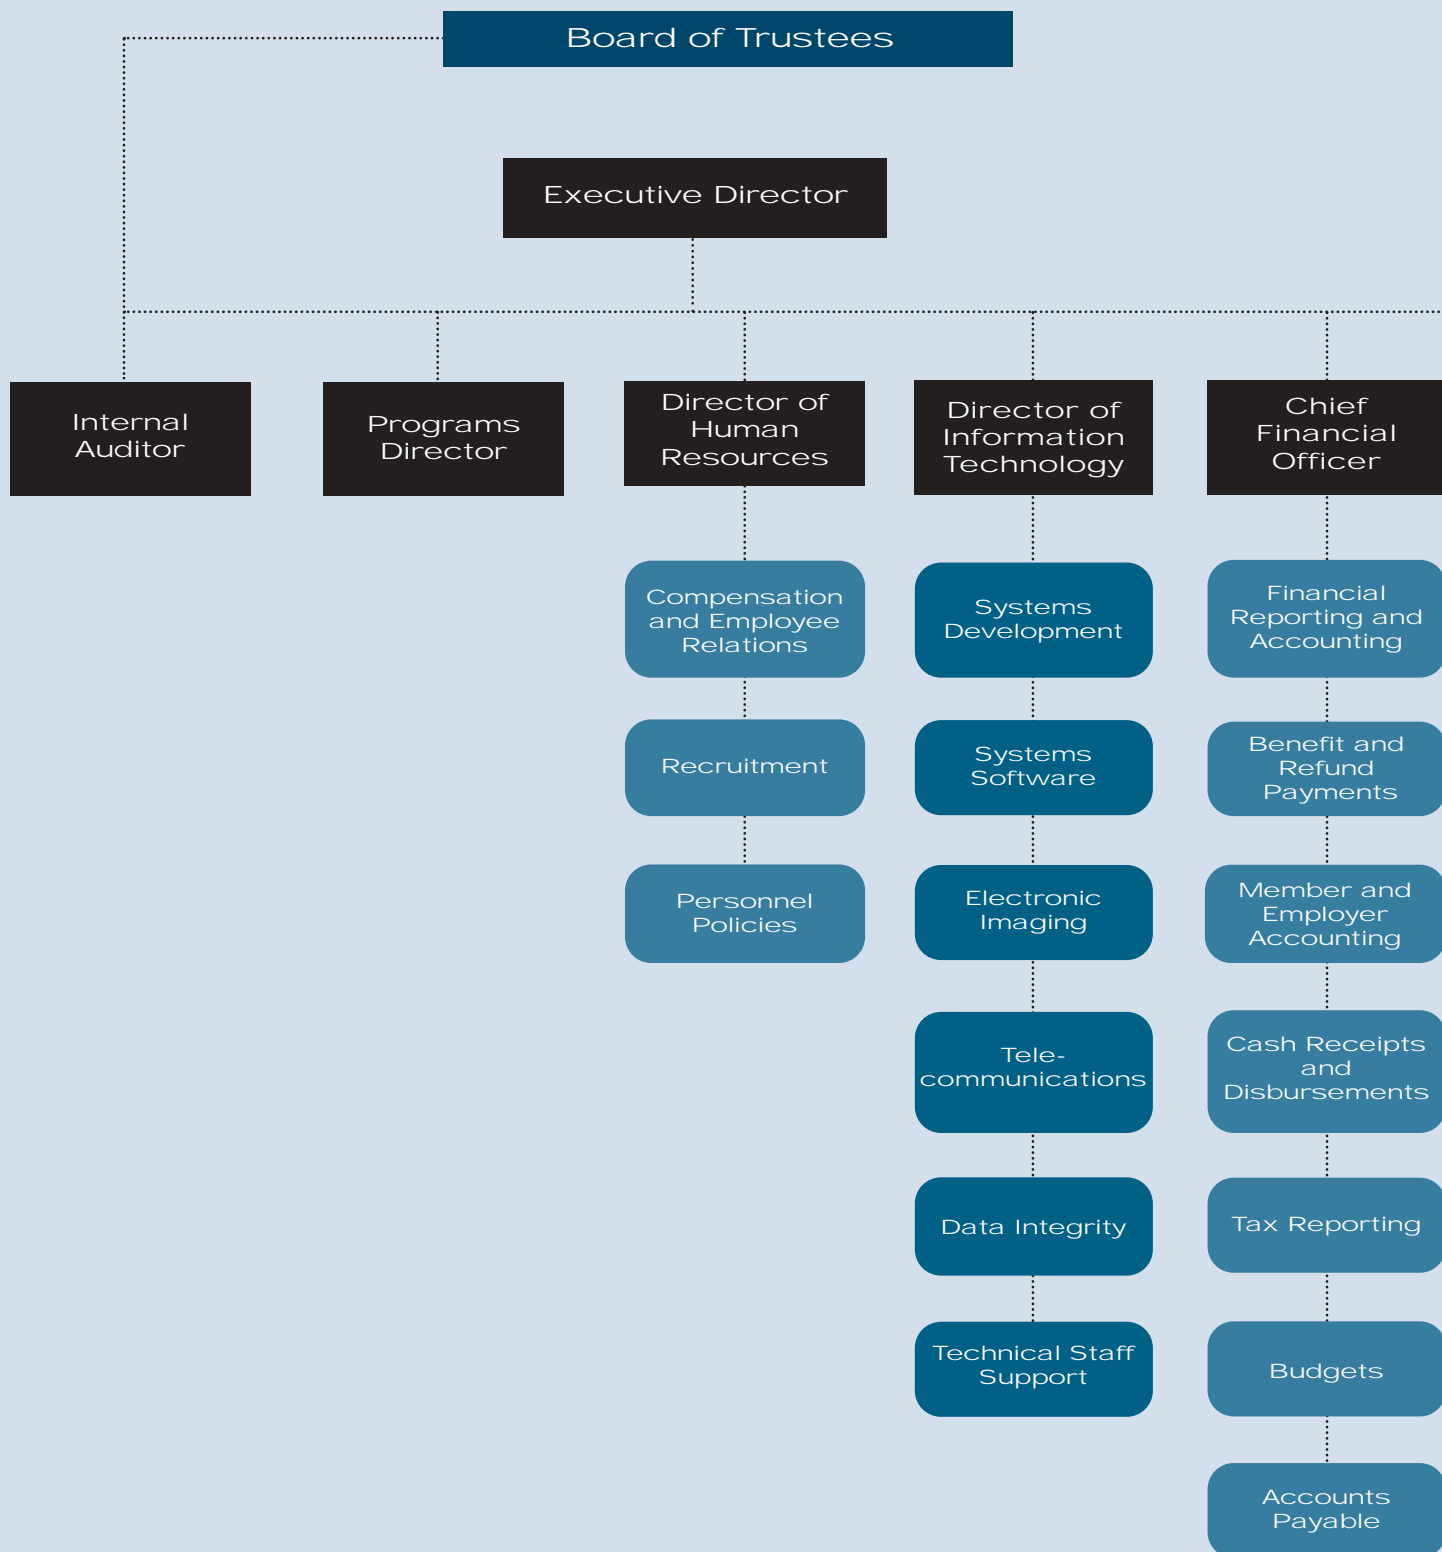 Board of Trustees
Executive Director
Internal
Auditor
Programs
Director
Director of
Human
Resources
Director of
Information
Technology
Chief
Financial
Officer
Compensation
and Employee
Relations
Recruitment
Personnel
Policies
Systems
Development
Systems
Software
Electronic
Imaging
Tele-
communications
Data Integrity
Technical Staff
Support
Financial
Reporting and
Accounting
Benefit and
Refund
Payments
Member and
Employer
Accounting
Cash Receipts
and
Disbursements
Tax Reporting
Budgets
Accounts
Payable